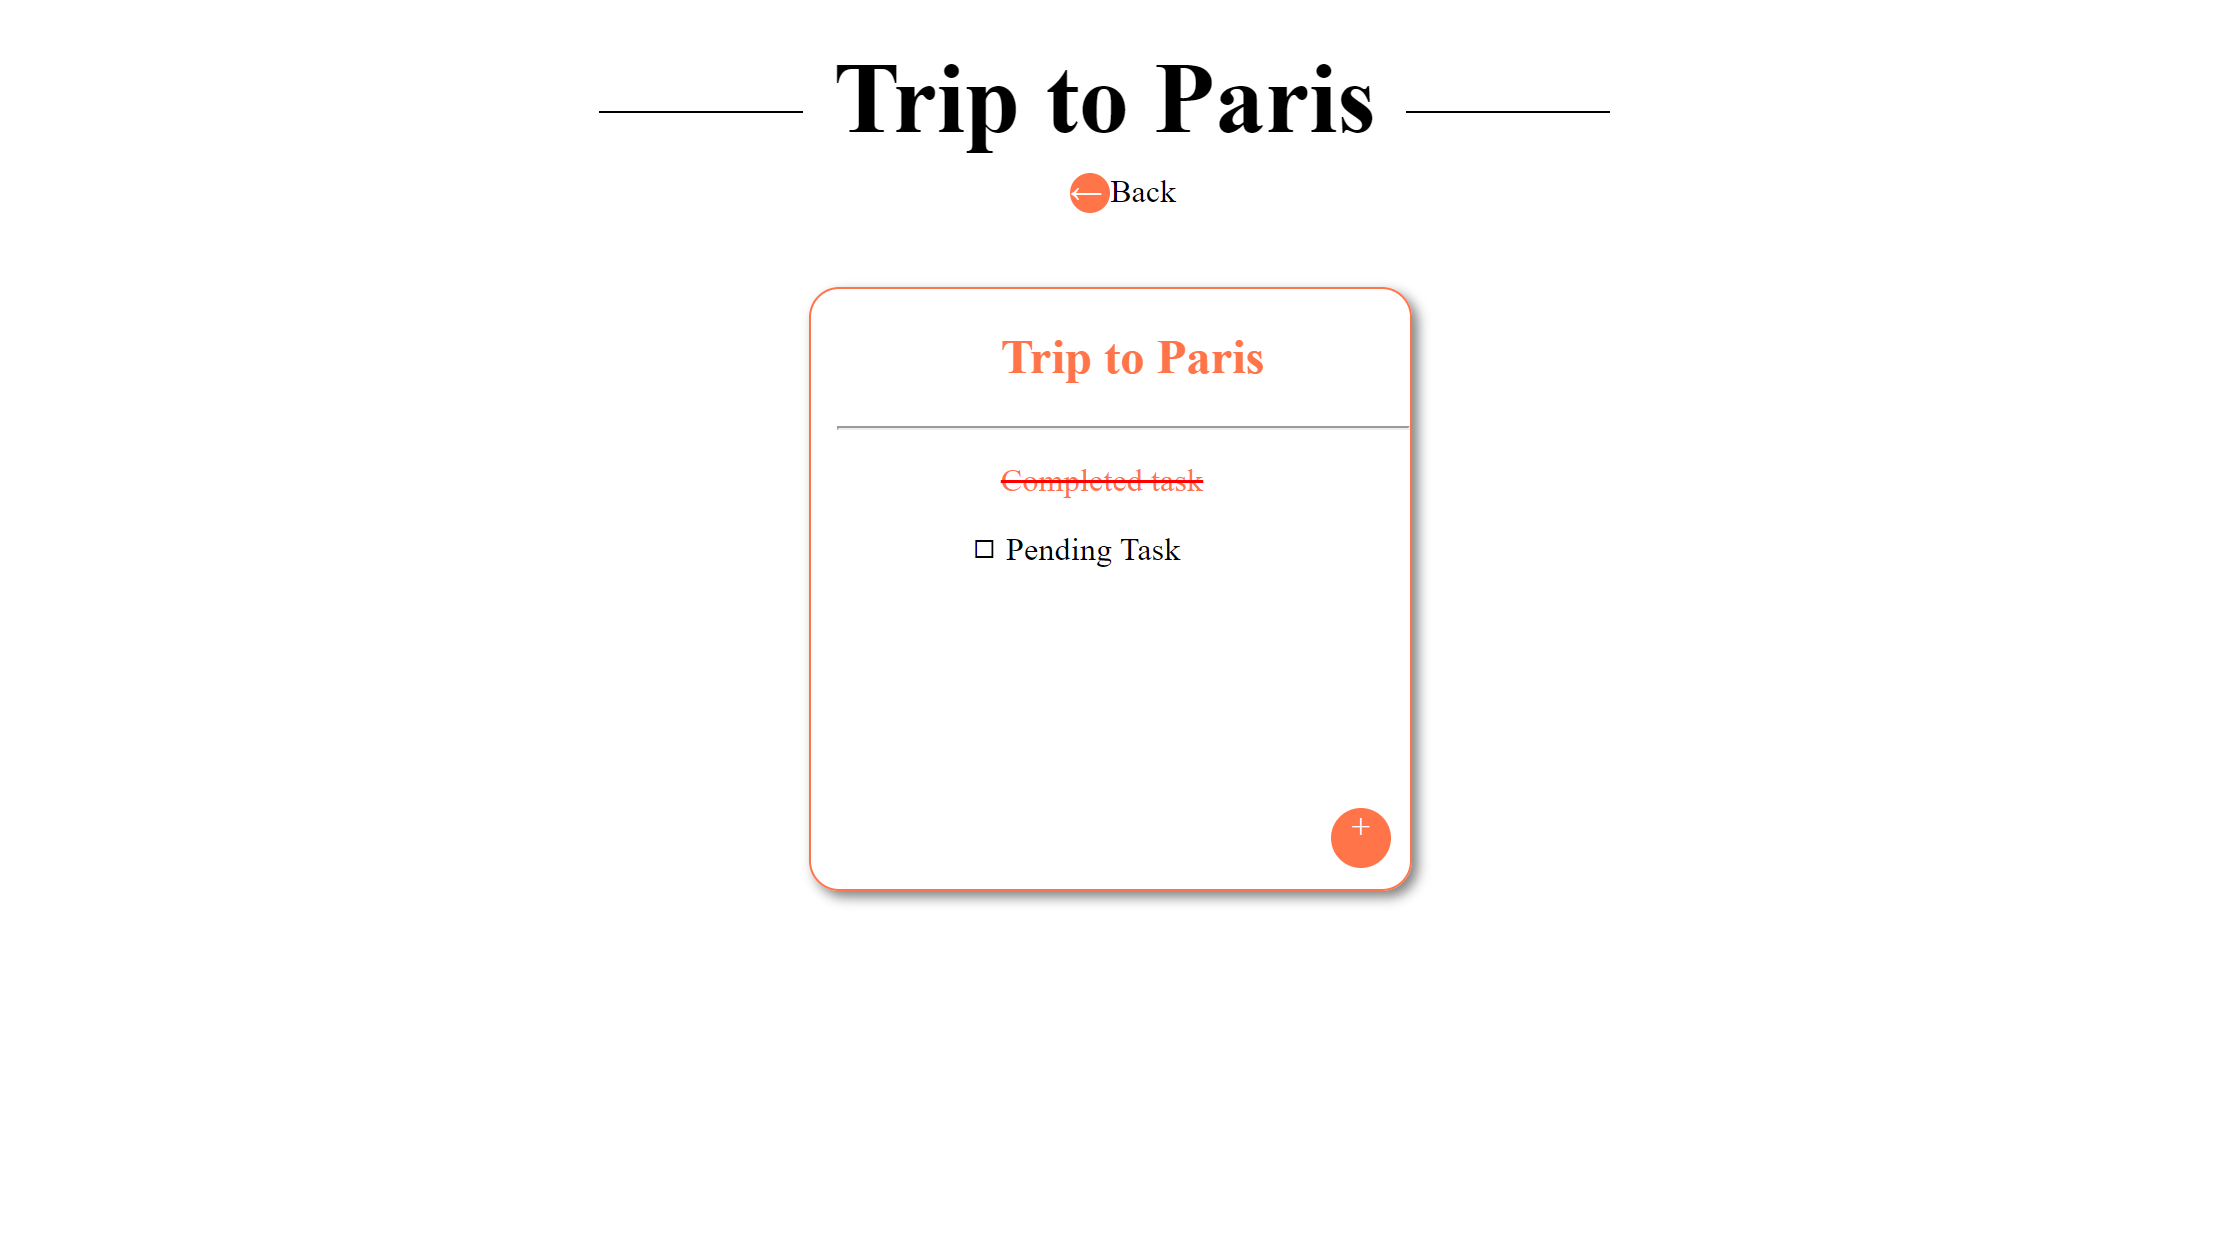 Trip to Paris
←Back
Trip to Paris
Completed task
☐ Pending Task
+